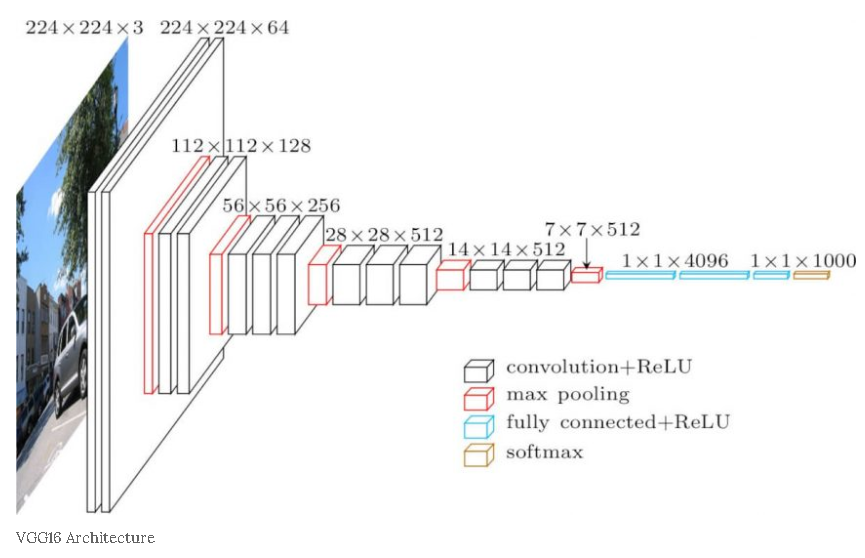 224×224×3
224×224×64
112×112×128
56×56×256
28×28×512
14×14×512
7×7×512
1×1×4096
1×1×1000
convolution+ReLU
max pooling
fully connected+ReLU
softmax
VGG16 Architecture